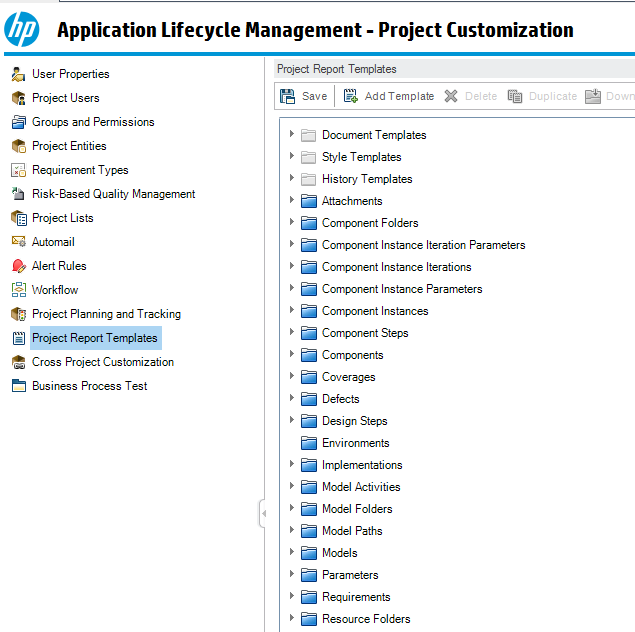 hp
Application Lifecycle Management - Project Customization
User Properties
Project Users
Groups and Permissions
Project Entities
Requirement Types
Risk-Based Quality Management
Project Lists
Automail
Alert Rules
Workflow
Project Planning and Tracking
Project Report Templates
Cross Project Customization
Business Process Test
Project Report Templates
Save Add Template Delete Duplicate Down
Document Templates
Style Templates
History Templates
Attachments
Component Folders
Component Instance Iteration Parameters
Component Instance Iterations
Component Instance Parameters
Component Instances
Component Steps
Components
Coverages
Defects
Design Steps
Environments
Implementations
Model Activities
Model Folders
Model Paths
Models
Parameters
Requirements
Resource Folders